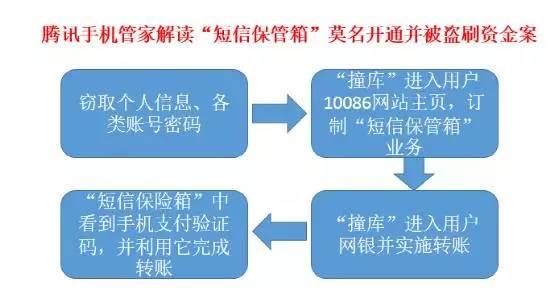 腾讯手机管家解读“短信保管箱”莫名开通并被盗刷资金案
窃取个人信息、各
类账号密码
“撞库”进入用户
10086网站主页，订
制“短信保管箱”
业务
“撞库”进入用户
网银并实施转账
“短信保险箱”中
看到手机支付验证
码，并利用它完成
转账